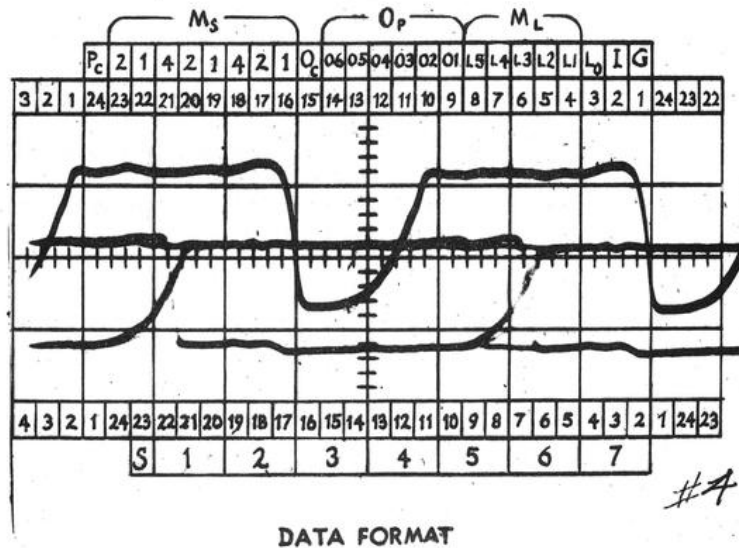 Ms Op ML
Pc 2 1 4 2 1 4 2 1 Oc 06 05 04 03 02 01 L5 L4 L3 L2 L1 L0 I G
3 2 1 24 23 22 21 20 19 18 17 16 15 14 13 12 11 10 9 8 7 6 5 4 3 2 1 24 23 22
4 3 2 1 24 23 22 21 20 19 18 17 16 15 14 13 12 11 10 9 8 7 6 5 4 3 2 1 24 23
S 1 2 3 4 5 6 7
#4
DATA FORMAT